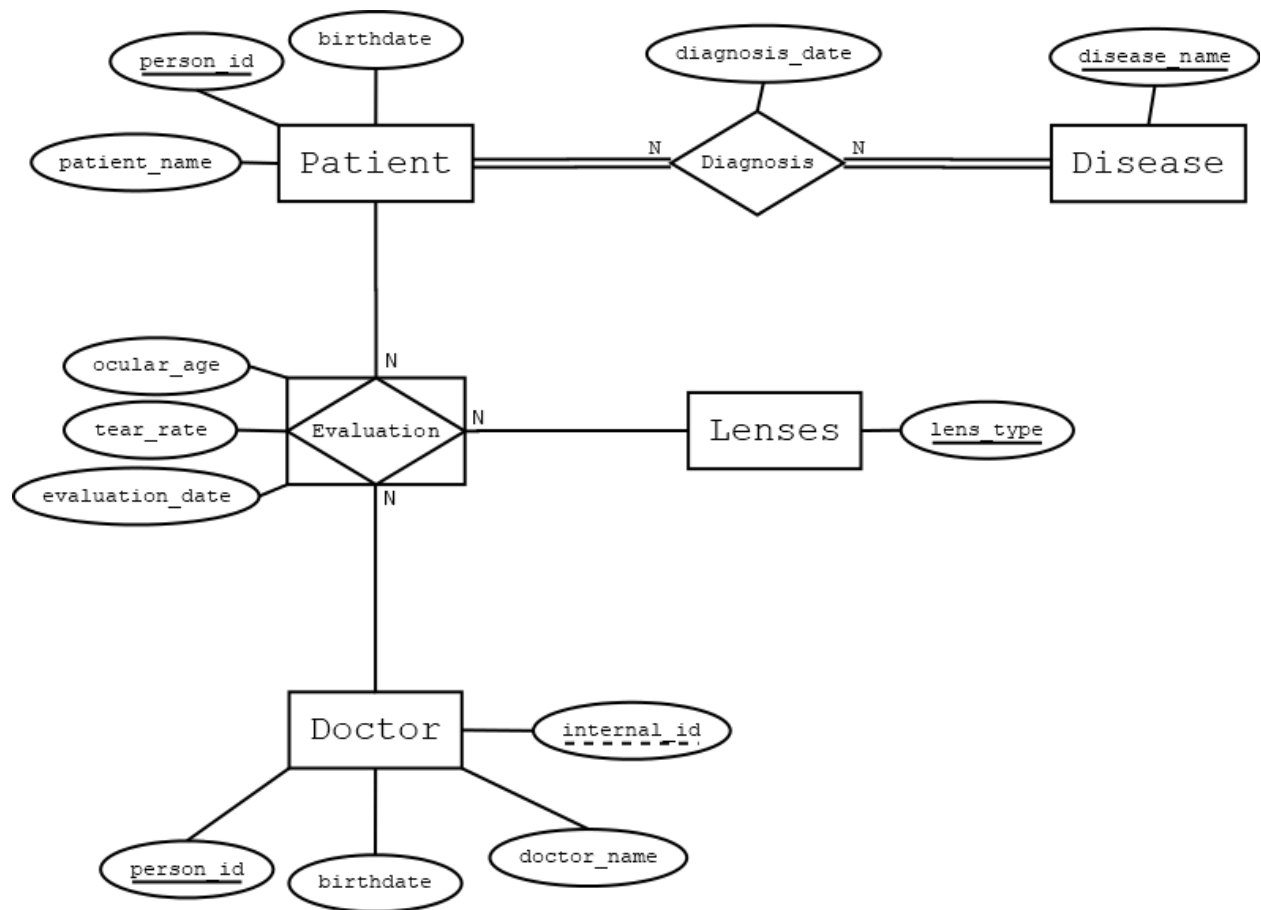 birthdate
person_id
diagnosis_date
disease_name
patient_name
Patient
N
Diagnosis
N
Disease
ocular_age
N
tear_rate
Evaluation
N
Lenses
lens_type
evaluation_date
N
Doctor
internal_id
person_id
birthdate
doctor_name